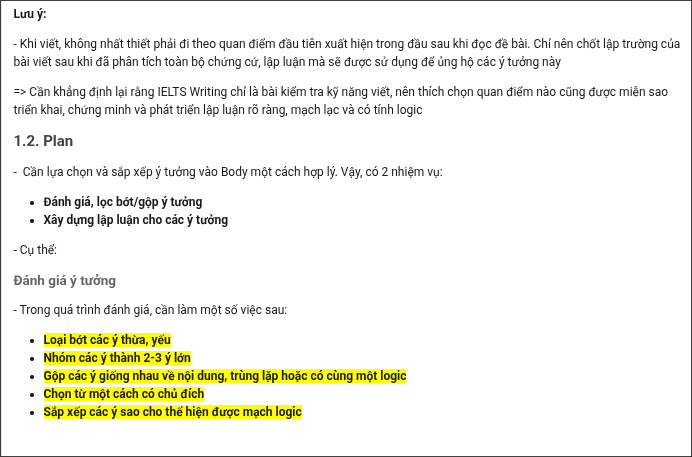 Lưu ý:
- Khi viết, không nhất thiết phải đi theo quan điểm đầu tiên xuất hiện trong đầu sau khi đọc đề bài. Chỉ nên chốt lập trường của
bài viết sau khi đã phân tích toàn bộ chứng cứ, lập luận mà sẽ được sử dụng để ủng hộ các ý tưởng này
=> Cần khẳng định lại rằng IELTS Writing chỉ là bài kiểm tra kỹ năng viết, nên thích chọn quan điểm nào cũng được miễn sao
triển khai, chứng minh và phát triển lập luận rõ ràng, mạch lạc và có tính logic
1.2. Plan
- Cần lựa chọn và sắp xếp ý tưởng vào Body một cách hợp lý. Vậy, có 2 nhiệm vụ:
• Đánh giá, lọc bớt/gộp ý tưởng
• Xây dựng lập luận cho các ý tưởng
- Cụ thể:
Đánh giá ý tưởng
- Trong quá trình đánh giá, cần làm một số việc sau:
• Loại bớt các ý thừa, yếu
• Nhóm các ý thành 2-3 ý lớn
• Gộp các ý giống nhau về nội dung, trùng lặp hoặc có cùng một logic
• Chọn từ một cách có chủ đích
• Sắp xếp các ý sao cho thể hiện được mạch logic